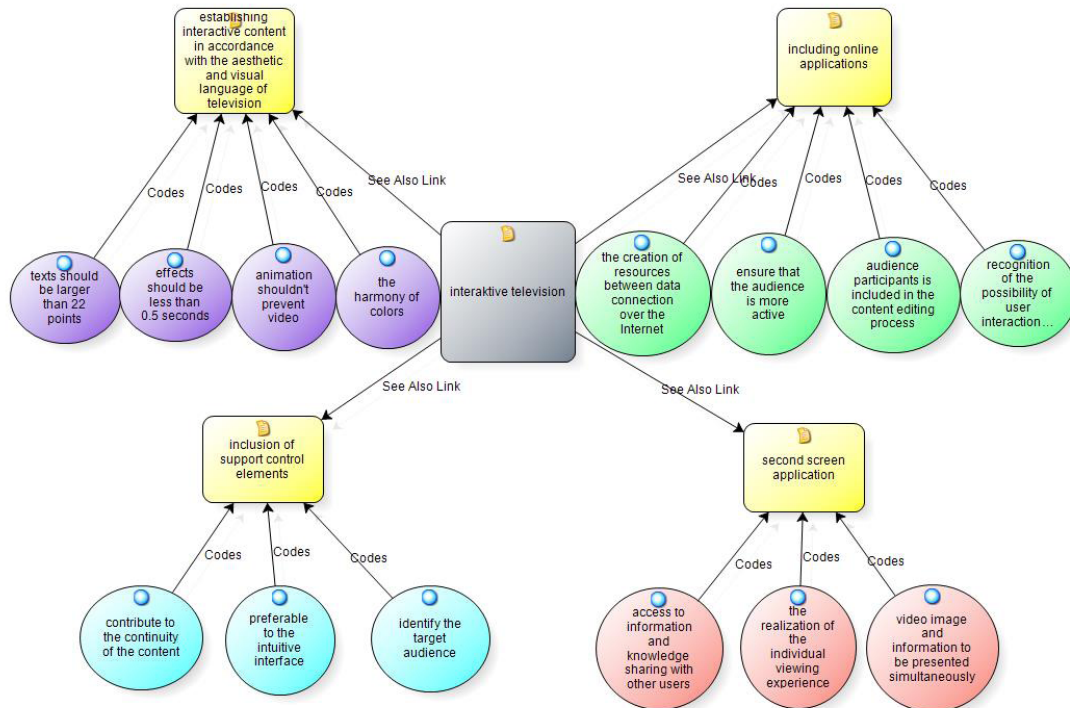 establishing
interactive content
in accordance
with the aesthetic
and visual
language of
television
including online
applications
Codes
Codes
Codes
Codes
See Also Link
See Also Link
Codes
Codes
Codes
Codes
texts should
be larger
than 22
points
effects
should be
less than
0.5 seconds
animation
shouldn't
prevent
video
the
harmony of
colors
interaktive television
the creation of
resources
between data
connection
over the
Internet
ensure that
the audience
is more
active
audience
participants is
included in the
content editing
process
recognition
of the
possibility of
user
interaction...
See Also Link
See Also Link
inclusion of
support control
elements
second screen
application
Codes
Codes
Codes
Codes
Codes
Codes
contribute to
the continuity
of the content
preferable to
the intuitive
interface
identify the
target
audience
access to
information
and
knowledge
sharing with
other users
the
realization of
the
individual
viewing
experience
video image
and
information to
be presented
simultaneously